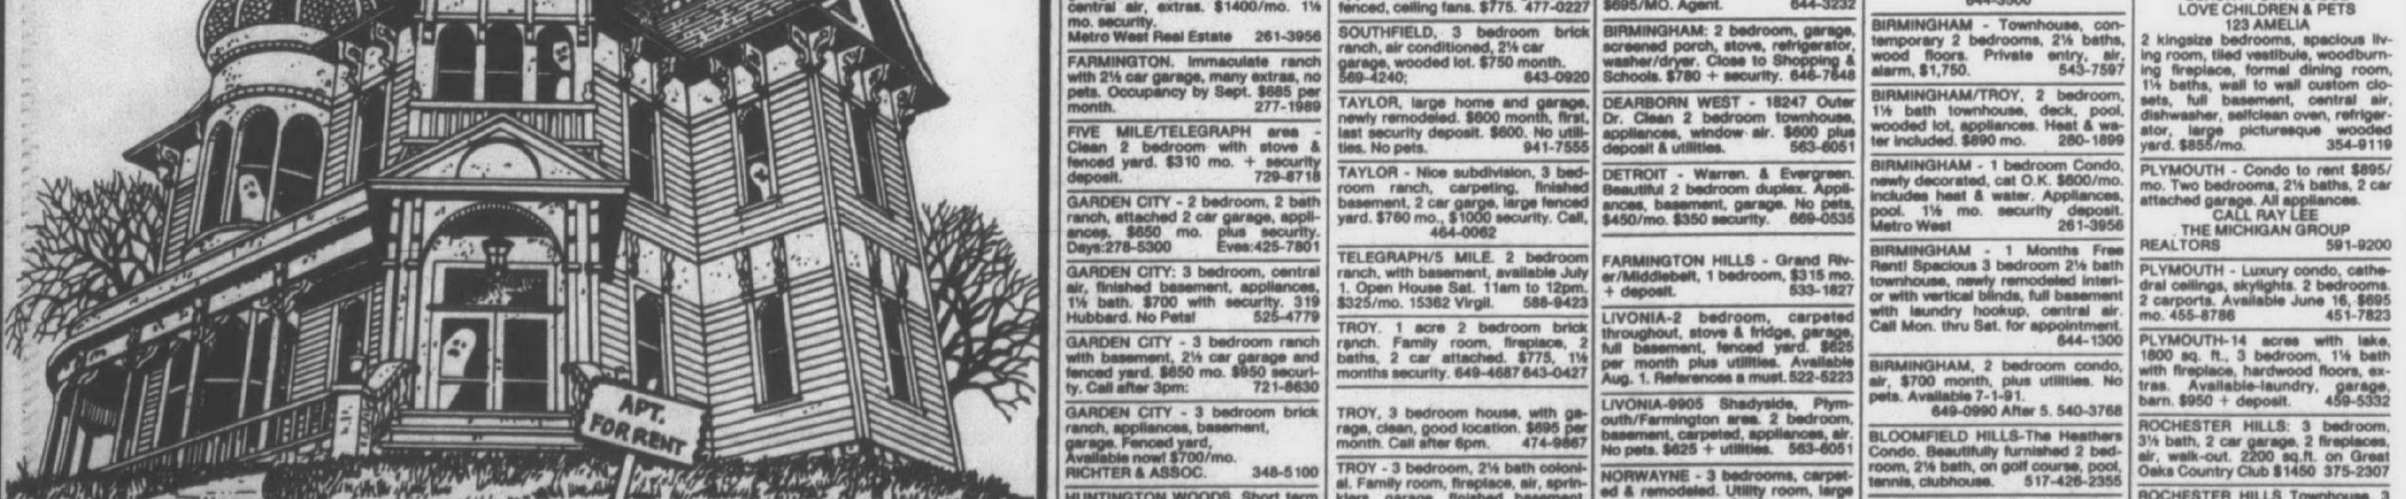 APT.
FOR RENT
central air, extras. $1400/mo. 1½
mo. security.
Metro West Real Estate 261-3956
FARMINGTON. Immaculate ranch
with 2½ car garage, many extras, no
pets. Occupancy by Sept. $685 per
month. 277-1989
FIVE MILE/TELEGRAPH area -
Clean 2 bedroom with stove &
fenced yard. $310 mo. + security
deposit. 729-8718
GARDEN CITY - 2 bedroom, 2 bath
ranch, attached 2 car garage, appli-
ances, $650 mo. plus security.
Days:278-5300 Eves:425-7801
GARDEN CITY: 3 bedroom, central
air, finished basement, appliances,
1½ bath. $700 with security. 319
Hubbard. No Pets! 525-4779
GARDEN CITY - 3 bedroom ranch
with basement, 2½ car garage and
fenced yard. $650 mo. $950 securi-
ty. Call after 3pm: 721-8630
GARDEN CITY - 3 bedroom brick
ranch, appliances, basement,
garage. Fenced yard,
Available now! $700/mo.
RICHTER & ASSOC. 348-5100
HUNTINGTON WOODS. Short term
fenced, ceiling fans. $775. 477-0227
SOUTHFIELD, 3 bedroom brick
ranch, air conditioned, 2½ car
garage, wooded lot. $750 month.
569-4240; 643-0920
TAYLOR, large home and garage,
newly remodeled. $600 month, first,
last security deposit. $600. No utili-
ties. No pets. 941-7555
TAYLOR - Nice subdivision, 3 bed-
room ranch, carpeting, finished
basement, 2 car garge, large fenced
yard. $760 mo., $1000 security. Call,
464-0062
TELEGRAPH/5 MILE. 2 bedroom
ranch, with basement, available July
1. Open House Sat. 11am to 12pm.
$325/mo. 15362 Virgil. 588-9423
TROY. 1 acre 2 bedroom brick
ranch. Family room, fireplace, 2
baths, 2 car attached. $775, 1½
months security. 649-4687 643-0427
TROY, 3 bedroom house, with ga-
rage, clean, good location. $695 per
month. Call after 6pm. 474-9867
TROY - 3 bedroom, 2½ bath coloni-
al. Family room, fireplace, air, sprin-
klers, garage, finished basement,
$695/MO. Agent. 644-3232
BIRMINGHAM: 2 bedroom, garage,
screened porch, stove, refrigerator,
washer/dryer. Close to Shopping &
Schools. $780 + security. 646-7648
DEARBORN WEST - 18247 Outer
Dr. Clean 2 bedroom townhouse,
appliances, window air. $600 plus
deposit & utilities. 563-6051
DETROIT - Warren. & Evergreen.
Beautiful 2 bedroom duplex. Appli-
ances, basement, garage. No pets,
$450/mo. $350 security. 669-0535
FARMINGTON HILLS - Grand Riv-
er/Middlebelt, 1 bedroom, $315 mo.
+ deposit. 533-1827
LIVONIA-2 bedroom, carpeted
throughout, stove & fridge, garage,
full basement, fenced yard. $625
per month plus utilities. Available
Aug. 1. References a must. 522-5223
LIVONIA-9905 Shadyside, Plym-
outh/Farmington area. 2 bedroom,
basement, carpeted, appliances, air.
No pets. $625 + utilities. 563-6051
NORWAYNE - 3 bedrooms, carpet-
ed & remodeled. Utility room, large
644-3500
BIRMINGHAM - Townhouse, con-
temporary 2 bedrooms, 2½ baths,
wood floors. Private entry, air,
alarm, $1,750. 543-7597
BIRMINGHAM/TROY, 2 bedroom,
1½ bath townhouse, deck, pool,
wooded lot, appliances. Heat & wa-
ter included. $890 mo. 280-1899
BIRMINGHAM - 1 bedroom Condo,
newly decorated, cat O.K. $600/mo.
includes heat & water. Appliances,
pool. 1½ mo. security deposit.
Metro West 261-3956
BIRMINGHAM - 1 Months Free
Rent! Spacious 3 bedroom 2½ bath
townhouse, newly remodeled interi-
or with vertical blinds, full basement
with laundry hookup, central air.
Call Mon. thru Sat. for appointment.
644-1300
BIRMINGHAM, 2 bedroom condo,
air, $700 month, plus utilities. No
pets. Available 7-1-91.
649-0990 After 5. 540-3768
BLOOMFIELD HILLS-The Heathers
Condo. Beautifully furnished 2 bed-
room, 2½ bath, on golf course, pool,
tennis, clubhouse. 517-426-2355
LOVE CHILDREN & PETS
123 AMELIA
2 kingsize bedrooms, spacious liv-
ing room, tiled vestibule, woodburn-
ing fireplace, formal dining room,
1½ baths, wall to wall custom clo-
sets, full basement, central air,
dishwasher, selfclean oven, refriger-
ator, large picturesque wooded
yard. $855/mo. 354-9119
PLYMOUTH - Condo to rent $895/
mo. Two bedrooms, 2½ baths, 2 car
attached garage. All appliances.
CALL RAY LEE
THE MICHIGAN GROUP
REALTORS 591-9200
PLYMOUTH - Luxury condo, cathe-
dral ceilings, skylights. 2 bedrooms.
2 carports. Available June 16, $695
mo. 455-8786 451-7823
PLYMOUTH-14 acres with lake,
1800 sq. ft., 3 bedroom, 1½ bath
with fireplace, hardwood floors, ex-
tras. Available-laundry, garage,
barn. $950 + deposit. 459-5332
ROCHESTER HILLS: 3 bedroom,
3½ bath, 2 car garage, 2 fireplaces,
air, walk-out. 2200 sq.ft. on Great
Oaks Country Club $1450 375-2307
ROCHESTER HILLS Townhouse, 2